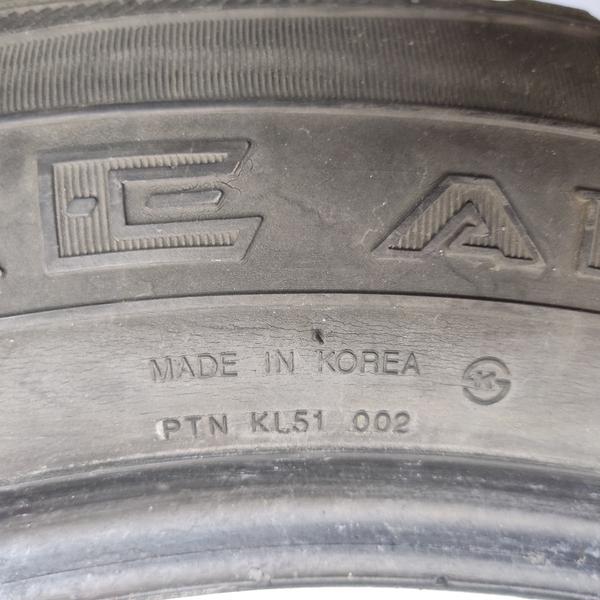 E A
MADE IN KOREA
PTN KL51 002